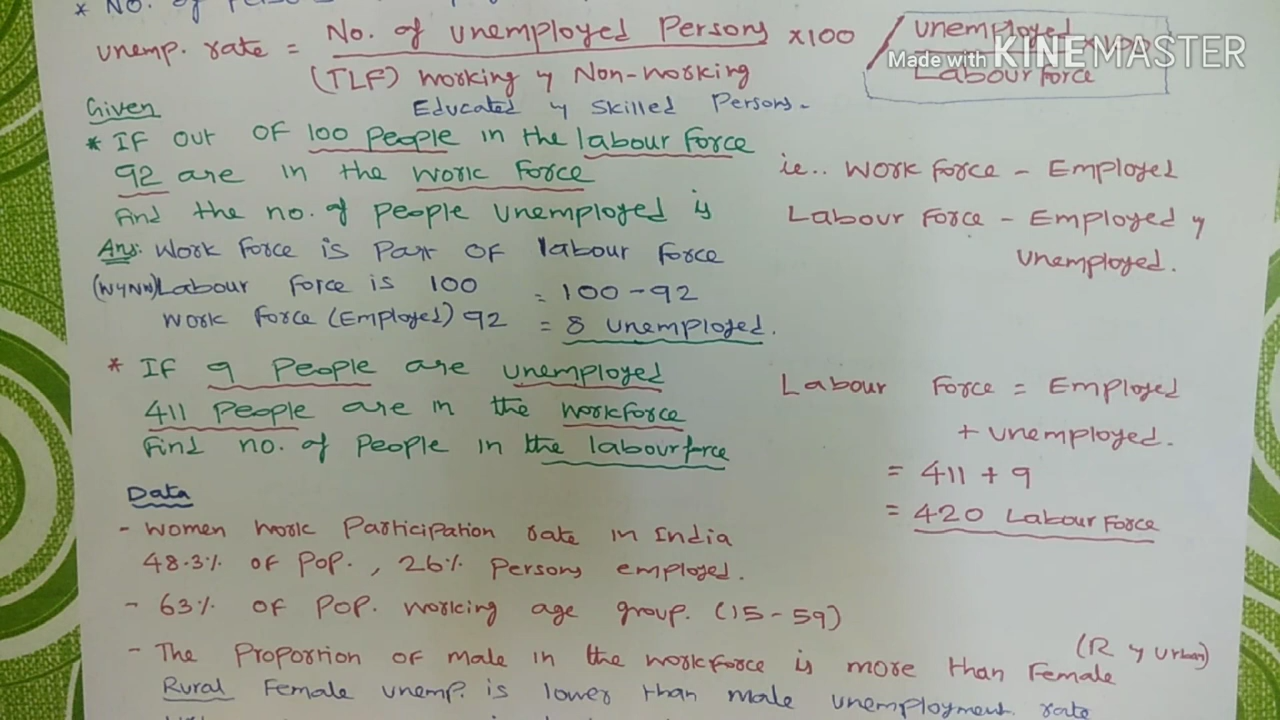 * No. of Persons
unemp. rate = No. of unemployed Persons x100 / unemployed
(TLF) Working y Non-working Labour force
Made with KINEMASTER
Given Educated y Skilled Persons.
* IF out OF 100 People in the labour force
92 are in the work force
find the no. of people unemployed is
ie.. Work force - Employed
Labour Force - Employed y
unemployed.
Ans: Work force is Part OF labour force
(WyNW) Labour force is 100 = 100 - 92
Work force (Employed) 92 = 8 unemployed.
* IF 9 People are unemployed
411 People are in the workforce
find no. of people in the labourforce
Labour Force = Employed
+ unemployed.
= 411 + 9
= 420 Labour Force
Data
- Women work Participation rate in India
48.3% OF POP., 26% Persons employed.
- 63% OF POP. working age group. (15-59)
(R y urban)
- The Proportion OF male in the workforce is more than Female
Rural Female unemp. is lower than male unemployment rate